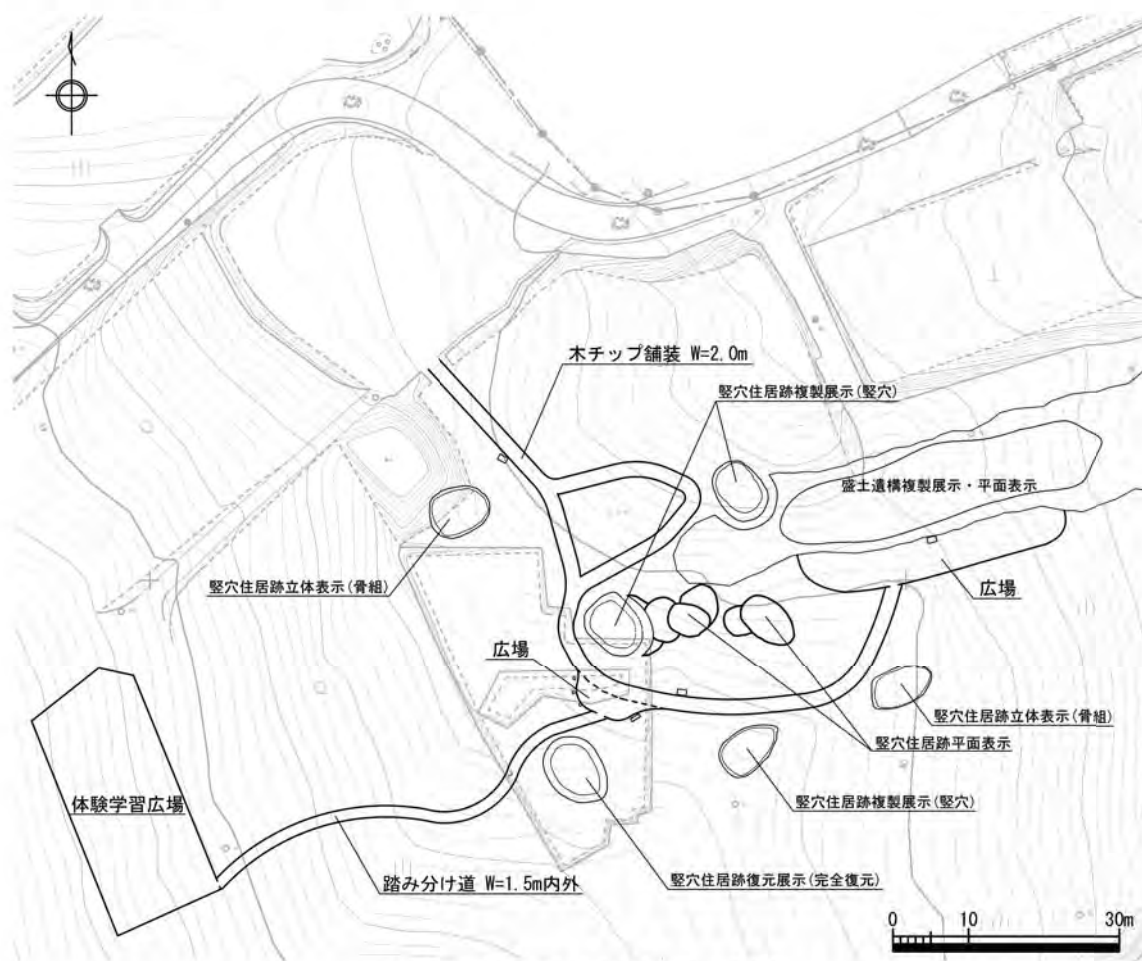 木チップ舗装 W=2.0m
竪穴住居跡複製展示(竪穴)
盛土遺構複製展示・平面表示
竪穴住居跡立体表示(骨組)
広場
広場
竪穴住居跡立体表示(骨組)
竪穴住居跡平面表示
体験学習広場
竪穴住居跡複製展示(竪穴)
踏み分け道 W=1.5m内外
竪穴住居跡復元展示(完全復元)
0 10 30m